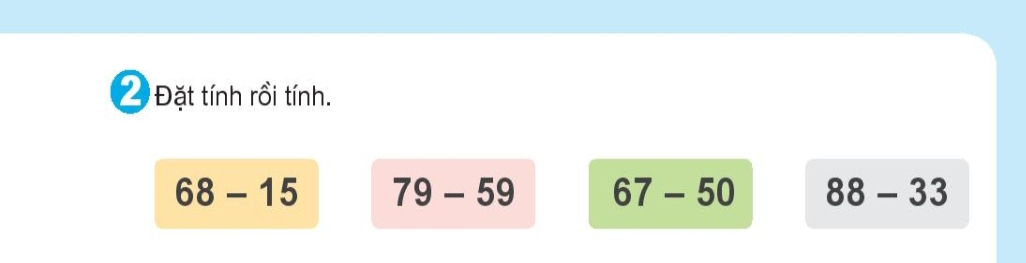 2 Đặt tính rồi tính.
68 – 15 79 – 59 67 – 50 88 – 33